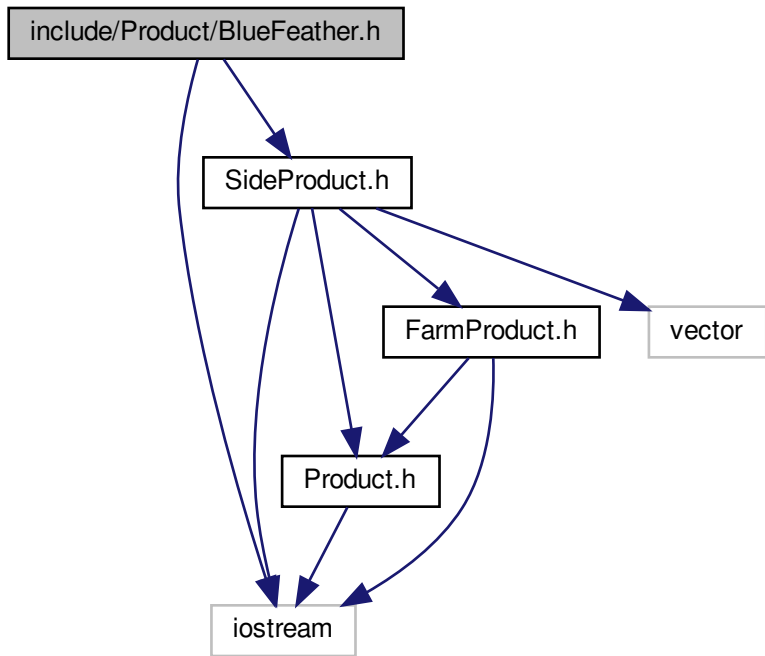 include/Product/BlueFeather.h
SideProduct.h
FarmProduct.h
vector
Product.h
iostream